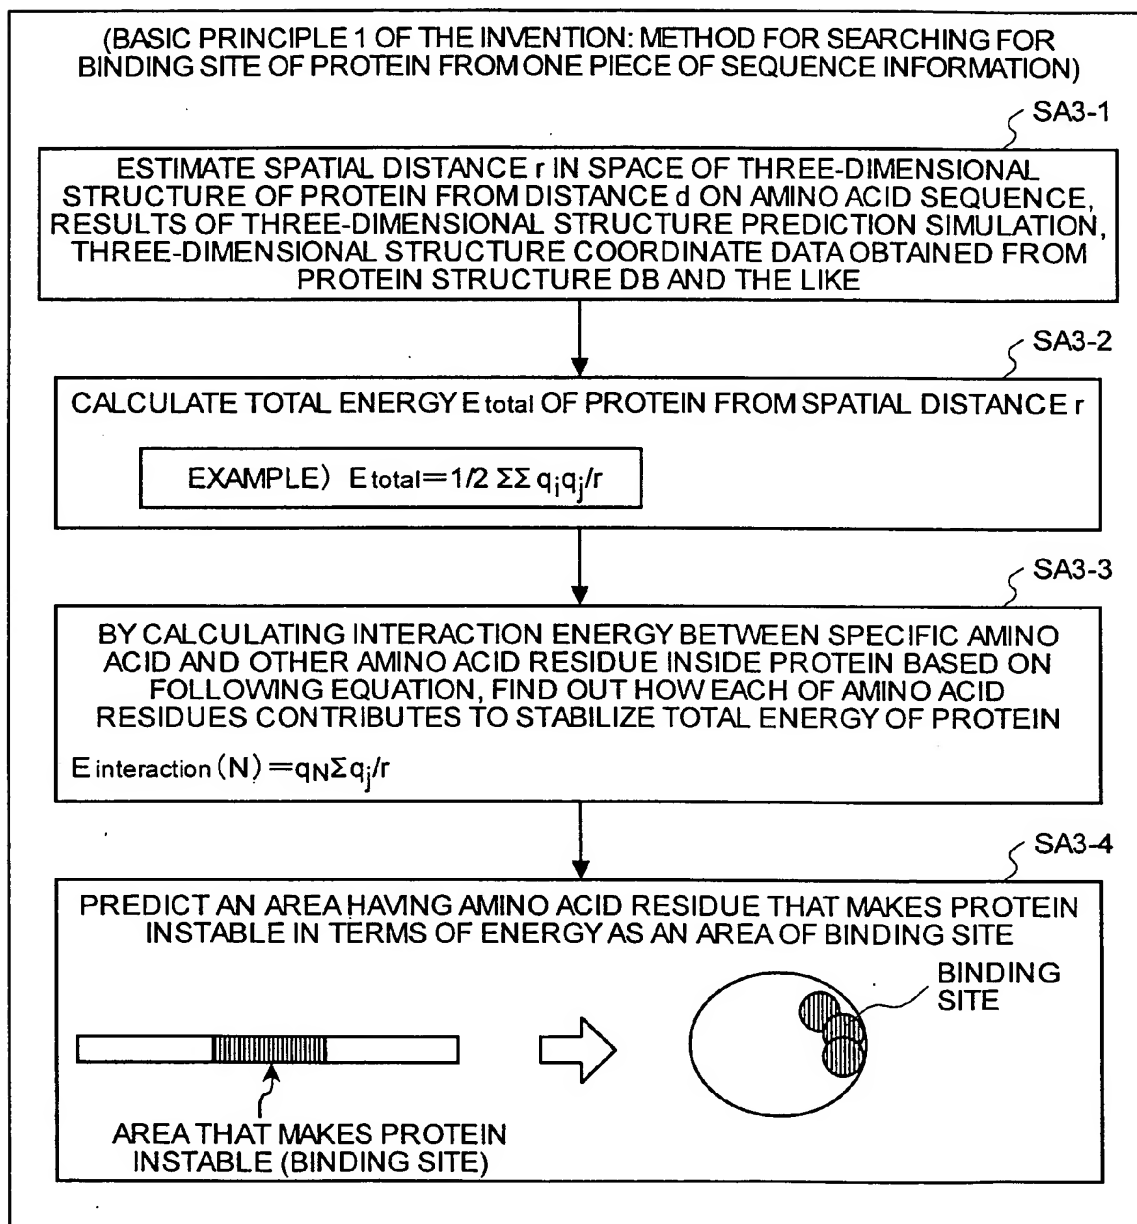 (BASIC PRINCIPLE 1 OF THE INVENTION: METHOD FOR SEARCHING FOR
BINDING SITE OF PROTEIN FROM ONE PIECE OF SEQUENCE INFORMATION)
SA3-1
ESTIMATE SPATIAL DISTANCE r IN SPACE OF THREE-DIMENSIONAL
STRUCTURE OF PROTEIN FROM DISTANCE d ON AMINO ACID SEQUENCE,
RESULTS OF THREE-DIMENSIONAL STRUCTURE PREDICTION SIMULATION,
THREE-DIMENSIONAL STRUCTURE COORDINATE DATA OBTAINED FROM
PROTEIN STRUCTURE DB AND THE LIKE
SA3-2
CALCULATE TOTAL ENERGY E total OF PROTEIN FROM SPATIAL DISTANCE r
EXAMPLE) E total=1/2 ΣΣ qiqj/r
SA3-3
BY CALCULATING INTERACTION ENERGY BETWEEN SPECIFIC AMINO
ACID AND OTHER AMINO ACID RESIDUE INSIDE PROTEIN BASED ON
FOLLOWING EQUATION, FIND OUT HOW EACH OF AMINO ACID
RESIDUES CONTRIBUTES TO STABILIZE TOTAL ENERGY OF PROTEIN
E interaction (N) =qNΣqj/r
SA3-4
PREDICT AN AREA HAVING AMINO ACID RESIDUE THAT MAKES PROTEIN
INSTABLE IN TERMS OF ENERGY AS AN AREA OF BINDING SITE
BINDING
SITE
AREA THAT MAKES PROTEIN
INSTABLE (BINDING SITE)